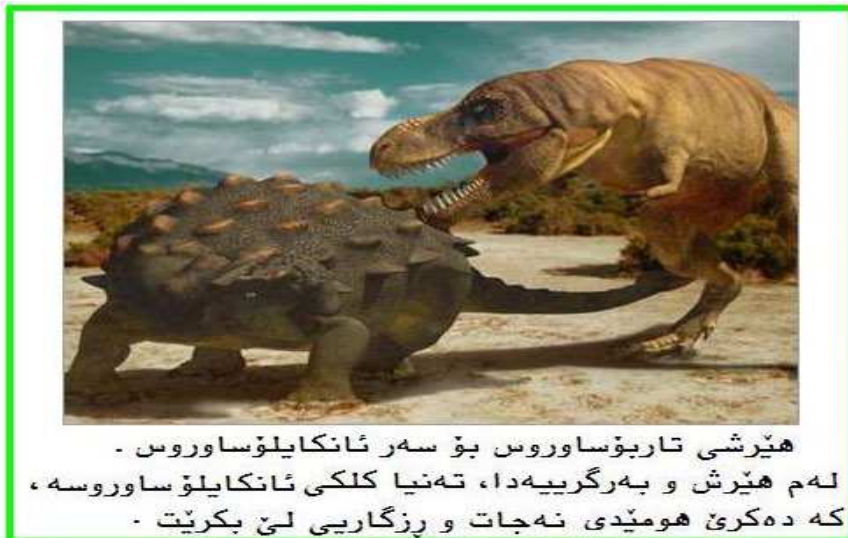 هێرشی تاربۆساوروس بۆ سەر ئانکایلۆساوروس .
لەم هێرش و بەرگرییەدا، تەنیا کلکی ئانکایلۆساوروسە،
کە دەکرێ هومێدی نەجات و ڕزگاریی لێ بکرێت .